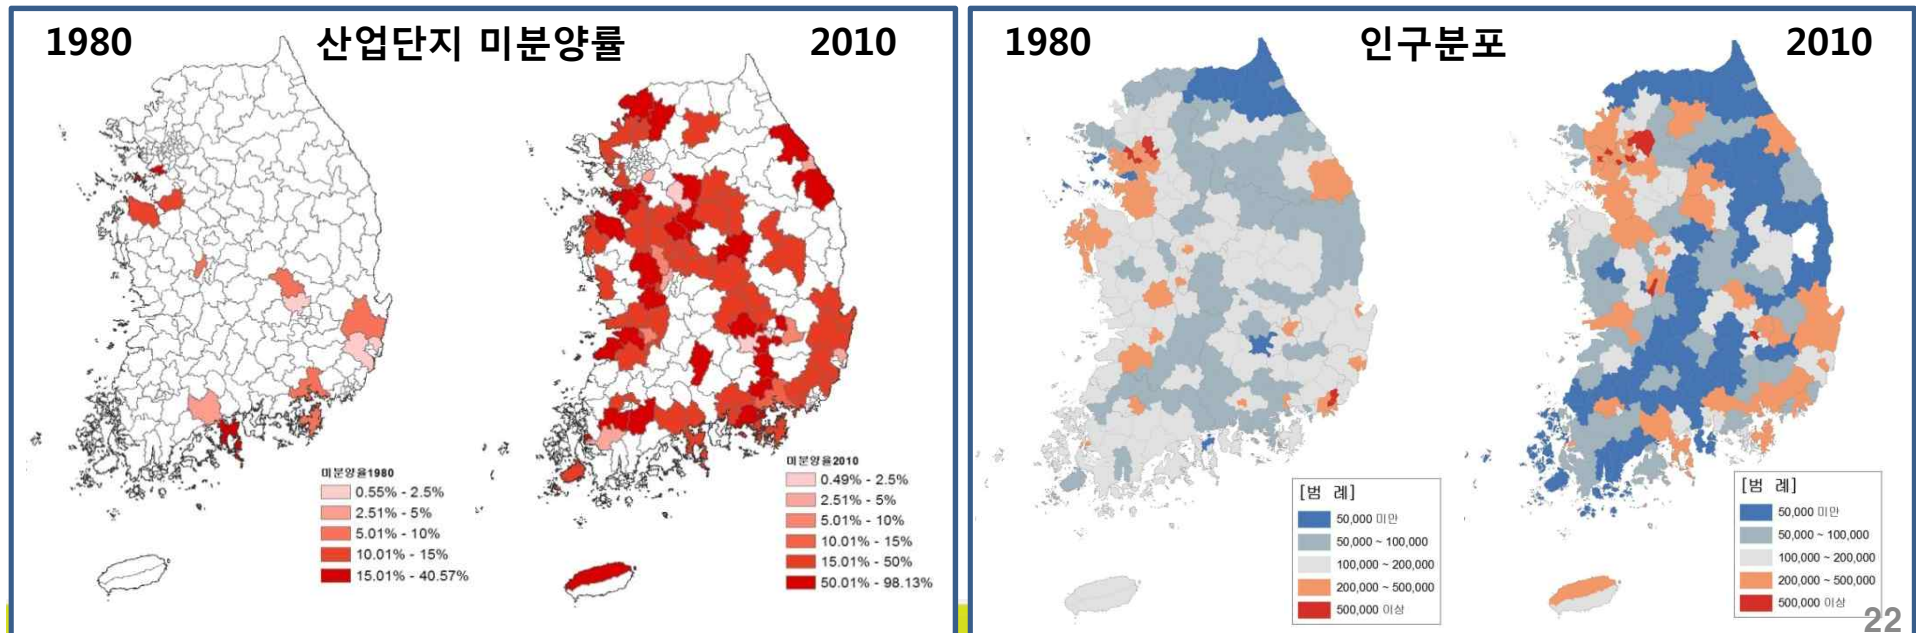 1980
산업단지 미분양률
2010
미분양율1980
0.55% - 2.5%
2.51% - 5%
5.01% - 10%
10.01% - 15%
15.01% - 40.57%
미분양율2010
0.49% - 2.5%
2.51% - 5%
5.01% - 10%
10.01% - 15%
15.01% - 50%
50.01% - 98.13%
1980
인구분포
2010
[범 례]
50,000 미만
50,000 ~ 100,000
100,000 ~ 200,000
200,000 ~ 500,000
500,000 이상
[범 례]
50,000 미만
50,000 ~ 100,000
100,000 ~ 200,000
200,000 ~ 500,000
500,000 이상
22